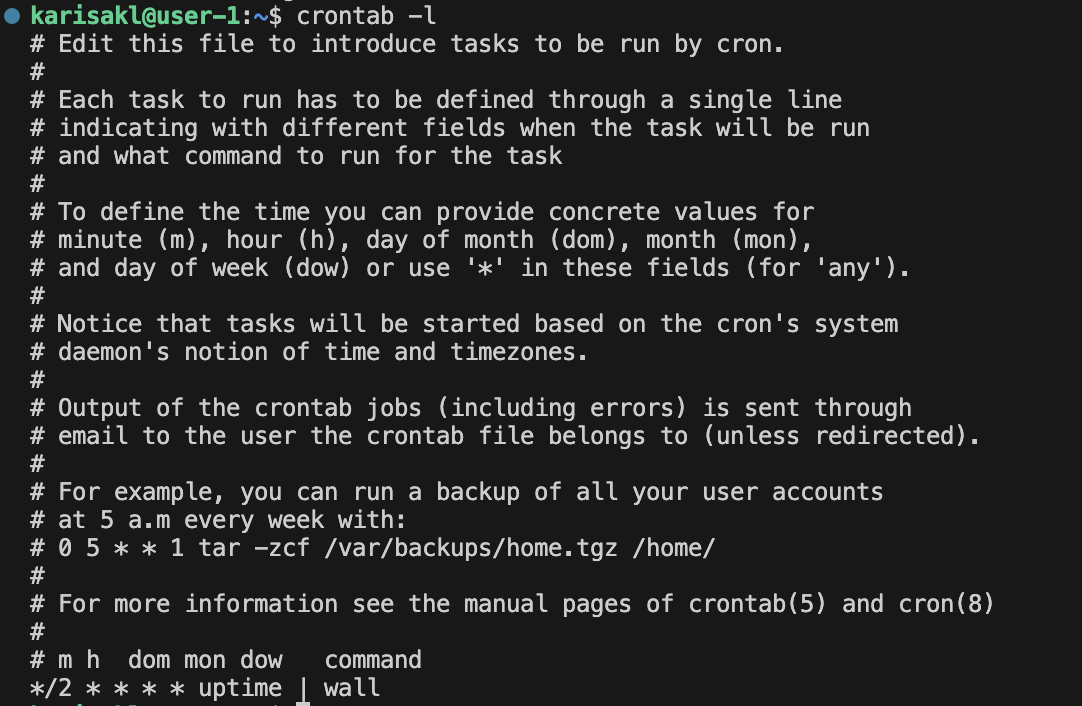 karisakl@user-1:~$ crontab -l
# Edit this file to introduce tasks to be run by cron.
#
# Each task to run has to be defined through a single line
# indicating with different fields when the task will be run
# and what command to run for the task
#
# To define the time you can provide concrete values for
# minute (m), hour (h), day of month (dom), month (mon),
# and day of week (dow) or use '*' in these fields (for 'any').
#
# Notice that tasks will be started based on the cron's system
# daemon's notion of time and timezones.
#
# Output of the crontab jobs (including errors) is sent through
# email to the user the crontab file belongs to (unless redirected).
#
# For example, you can run a backup of all your user accounts
# at 5 a.m every week with:
# 0 5 * * 1 tar -zcf /var/backups/home.tgz /home/
#
# For more information see the manual pages of crontab(5) and cron(8)
#
# m h  dom mon dow   command
*/2 * * * * uptime | wall